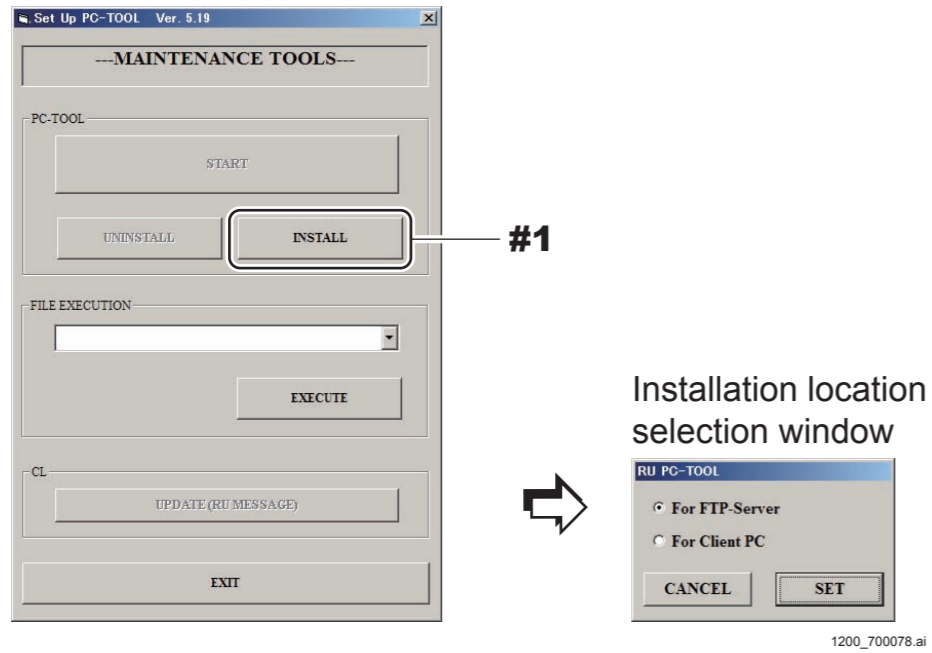 Set Up PC-TOOL Ver. 5.19
---MAINTENANCE TOOLS---
PC-TOOL
START
UNINSTALL
INSTALL
#1
FILE EXECUTION
EXECUTE
CL
UPDATE (RU MESSAGE)
EXIT
Installation location
selection window
RU PC-TOOL
For FTP-Server
For Client PC
CANCEL
SET
1200_700078.ai